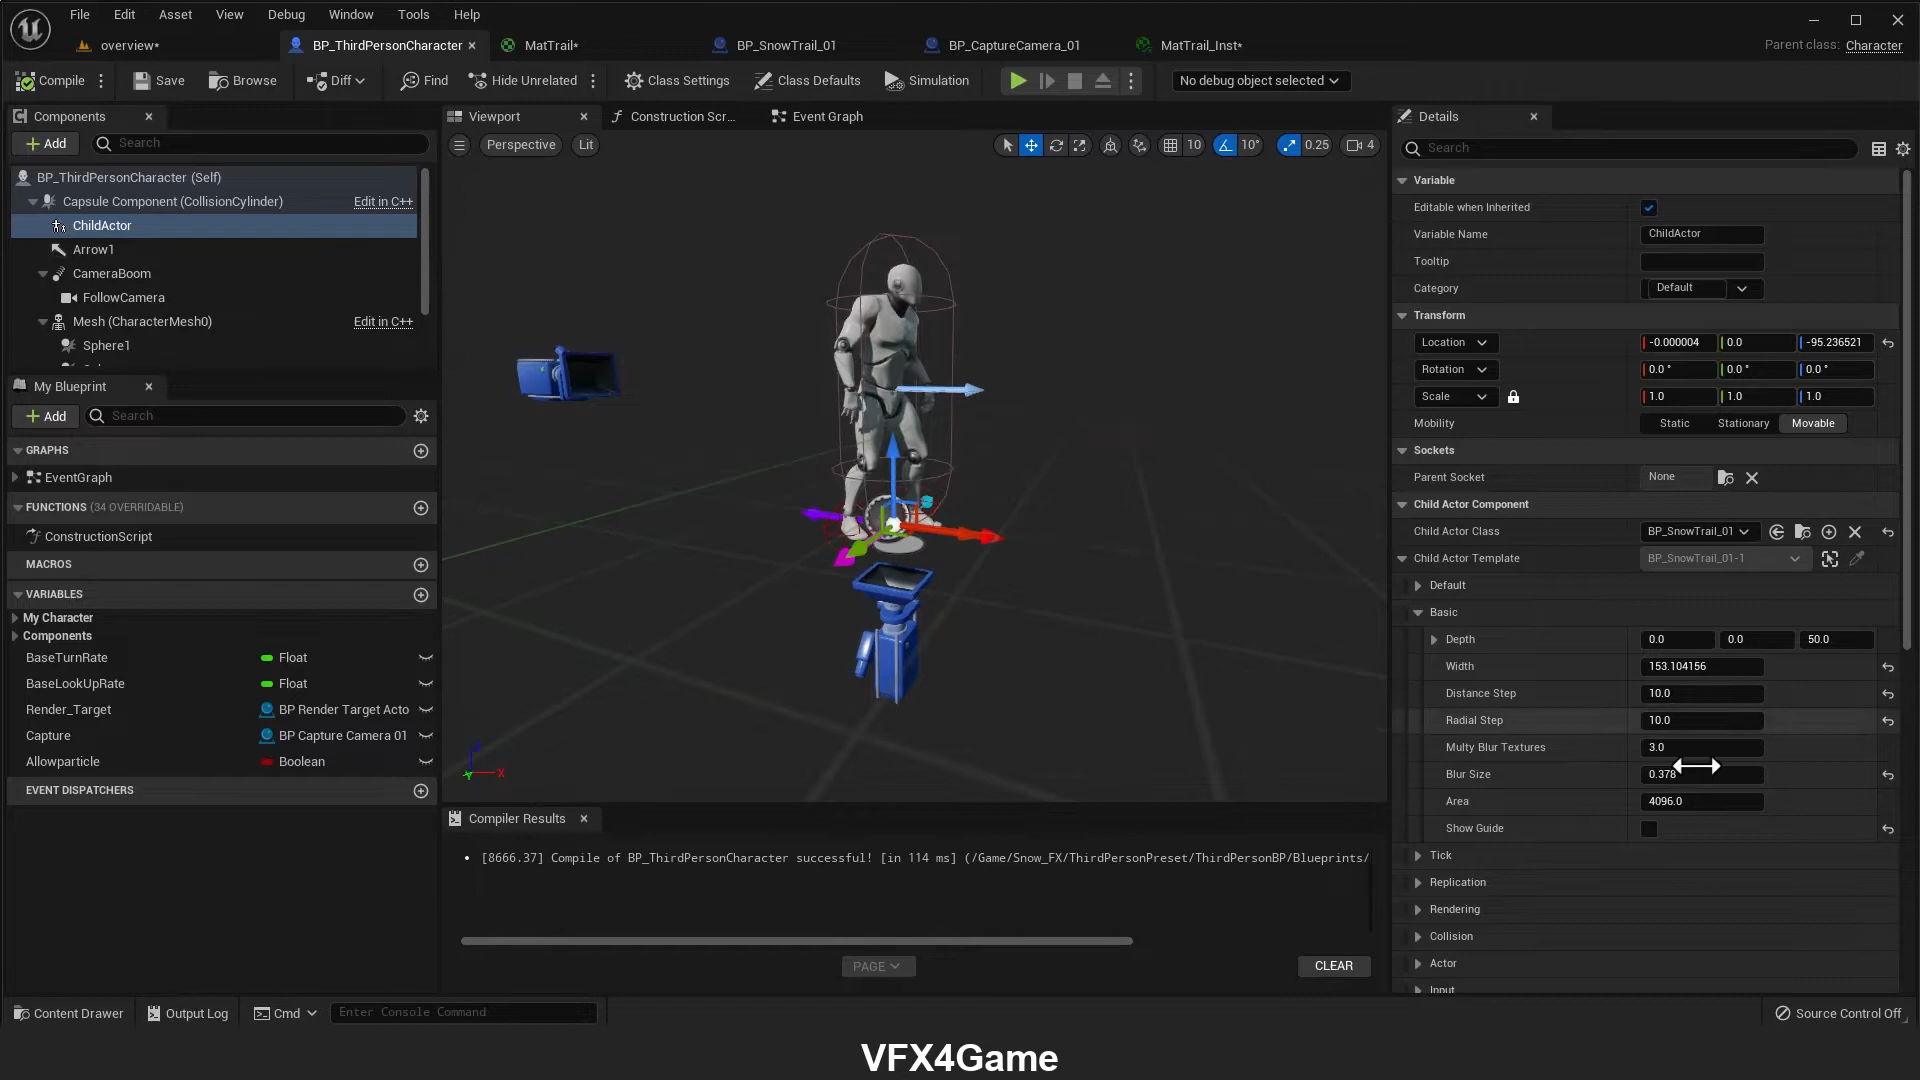 File Edit Asset View Debug Window Tools Help
overview* BP_ThirdPersonCharacter MatTrail* BP_SnowTrail_01 BP_CaptureCamera_01 MatTrail_Inst* Parent class: Character
Compile Save Browse Diff Find Hide Unrelated Class Settings Class Defaults Simulation No debug object selected
Components
Add Search
BP_ThirdPersonCharacter (Self)
Capsule Component (CollisionCylinder) Edit in C++
ChildActor
Arrow1
CameraBoom
FollowCamera
Mesh (CharacterMesh0) Edit in C++
Sphere1
My Blueprint
Add Search
GRAPHS
EventGraph
FUNCTIONS (34 OVERRIDABLE)
ConstructionScript
MACROS
VARIABLES
My Character
Components
BaseTurnRate Float
BaseLookUpRate Float
Render_Target BP Render Target Acto
Capture BP Capture Camera 01
Allowparticle Boolean
EVENT DISPATCHERS
Viewport Construction Scr... Event Graph
Perspective Lit 10 10° 0.25 4
X
Compiler Results
[8666.37] Compile of BP_ThirdPersonCharacter successful! [in 114 ms] (/Game/Snow_FX/ThirdPersonPreset/ThirdPersonBP/Blueprints/
PAGE CLEAR
Details
Search
Variable
Editable when Inherited
Variable Name ChildActor
Tooltip
Category Default
Transform
Location -0.000004 0.0 -95.236521
Rotation 0.0 ° 0.0 ° 0.0 °
Scale 1.0 1.0 1.0
Mobility Static Stationary Movable
Sockets
Parent Socket None
Child Actor Component
Child Actor Class BP_SnowTrail_01
Child Actor Template BP_SnowTrail_01-1
Default
Basic
Depth 0.0 0.0 50.0
Width 153.104156
Distance Step 10.0
Radial Step 10.0
Multy Blur Textures 3.0
Blur Size 0.378
Area 4096.0
Show Guide
Tick
Replication
Rendering
Collision
Actor
Input
Content Drawer Output Log Cmd Enter Console Command Source Control Off
VFX4Game